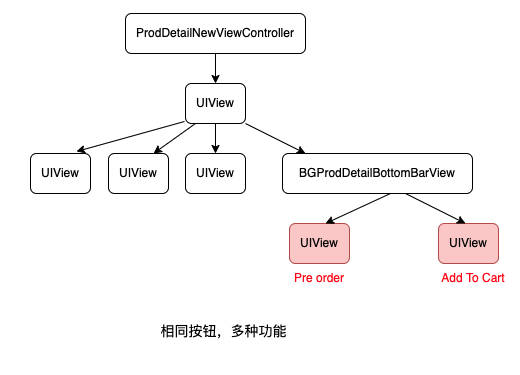 ProdDetailNewViewController
UIView
UIView
UIView
UIView
BGProdDetailBottomBarView
UIView
UIView
Pre order
Add To Cart
相同按钮，多种功能